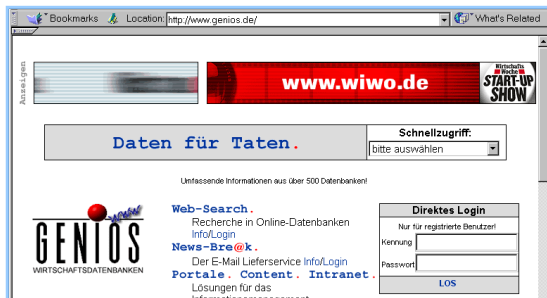 Bookmarks Location: http://www.genios.de/ What's Related
Anzeigen
www.wiwo.de
Wirtschafts
Woche
START-UP
SHOW
Daten für Taten.
Schnellzugriff:
bitte auswählen
Umfassende Informationen aus über 500 Datenbanken!
GENIOS
WIRTSCHAFTSDATENBANKEN
Web-Search.
Recherche in Online-Datenbanken
Info/Login
News-Bre@k.
Der E-Mail Lieferservice Info/Login
Portale. Content. Intranet.
Lösungen für das
Informationsmanagement
Direktes Login
Nur für registrierte Benutzer!
Kennung
Passwort
LOS